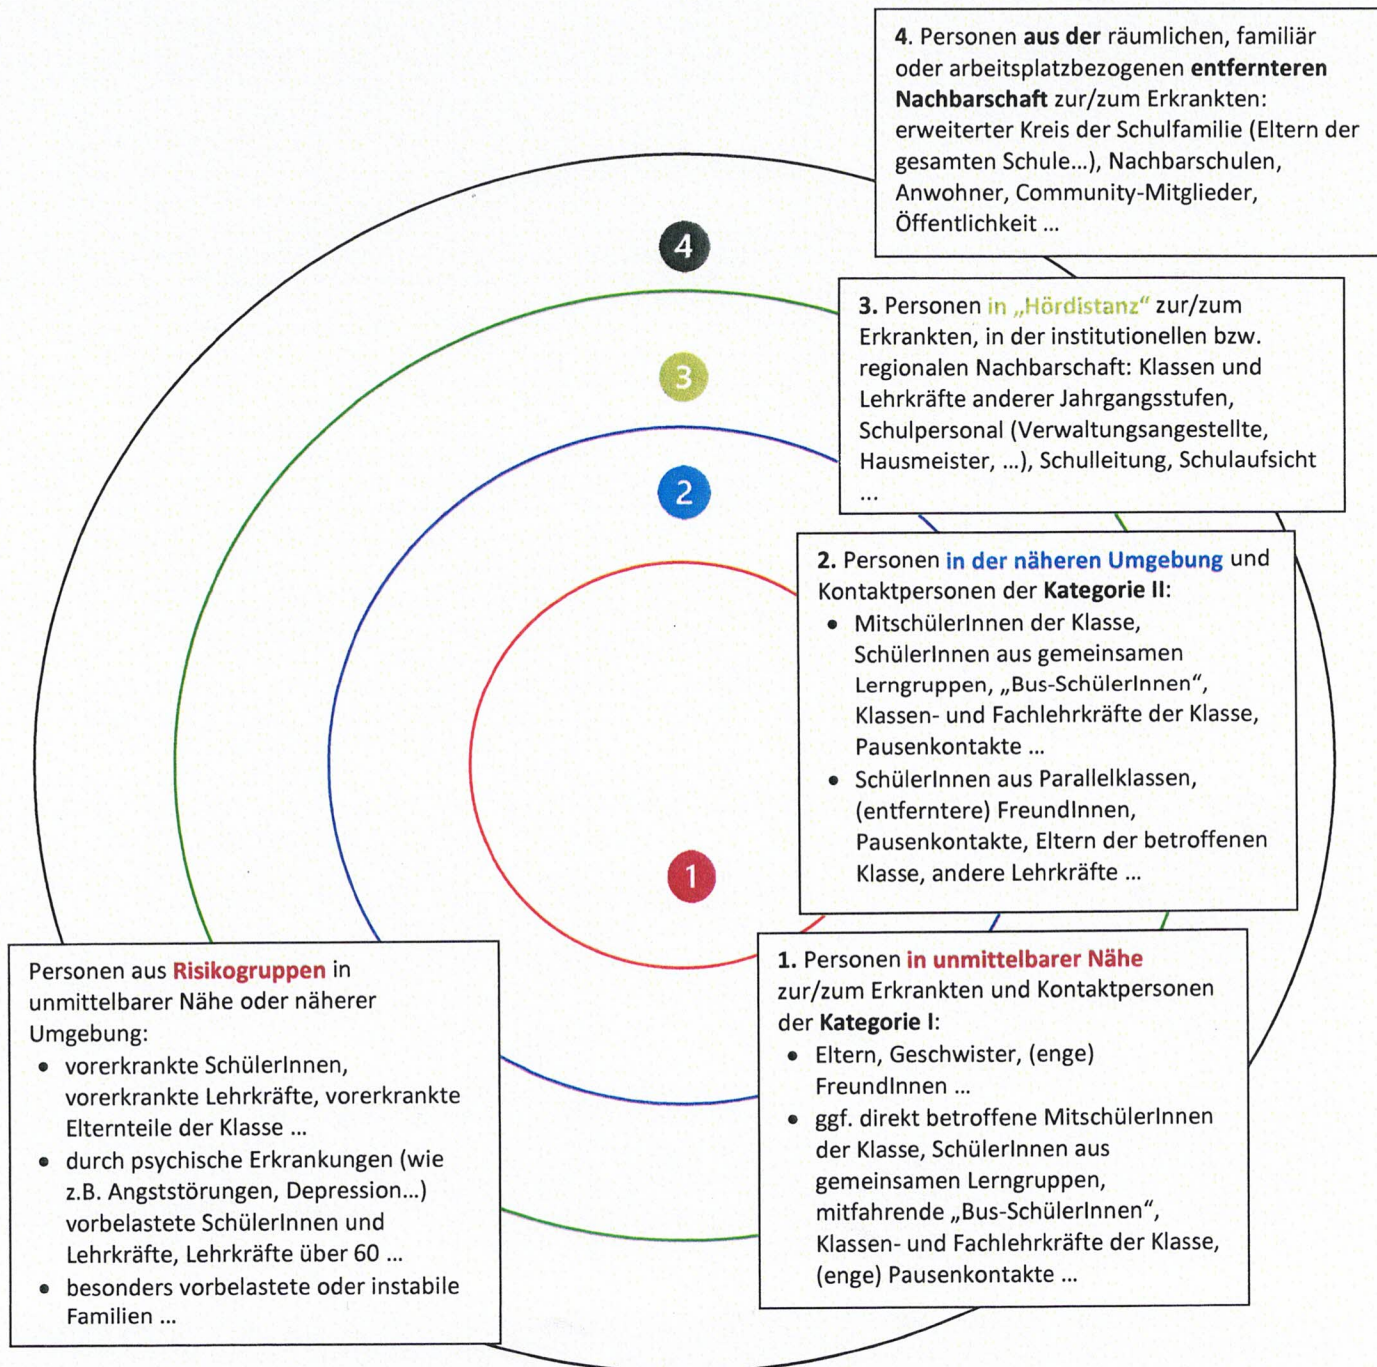 4. Personen aus der räumlichen, familiär
oder arbeitsplatzbezogenen entfernteren
Nachbarschaft zur/zum Erkrankten:
erweiterter Kreis der Schulfamilie (Eltern der
gesamten Schule...), Nachbarschulen,
Anwohner, Community-Mitglieder,
Öffentlichkeit ...
4
3. Personen in „Hördistanz“ zur/zum
Erkrankten, in der institutionellen bzw.
regionalen Nachbarschaft: Klassen und
Lehrkräfte anderer Jahrgangsstufen,
Schulpersonal (Verwaltungsangestellte,
Hausmeister, ...), Schulleitung, Schulaufsicht
...
3
2
2. Personen in der näheren Umgebung und
Kontaktpersonen der Kategorie II:
• MitschülerInnen der Klasse,
SchülerInnen aus gemeinsamen
Lerngruppen, „Bus-SchülerInnen“,
Klassen- und Fachlehrkräfte der Klasse,
Pausenkontakte ...
• SchülerInnen aus Parallelklassen,
(entferntere) FreundInnen,
Pausenkontakte, Eltern der betroffenen
Klasse, andere Lehrkräfte ...
1
1. Personen in unmittelbarer Nähe
zur/zum Erkrankten und Kontaktpersonen
der Kategorie I:
• Eltern, Geschwister, (enge)
FreundInnen ...
• ggf. direkt betroffene MitschülerInnen
der Klasse, SchülerInnen aus
gemeinsamen Lerngruppen,
mitfahrende „Bus-SchülerInnen“,
Klassen- und Fachlehrkräfte der Klasse,
(enge) Pausenkontakte ...
Personen aus Risikogruppen in
unmittelbarer Nähe oder näherer
Umgebung:
• vorerkrankte SchülerInnen,
vorerkrankte Lehrkräfte, vorerkrankte
Elternteile der Klasse ...
• durch psychische Erkrankungen (wie
z.B. Angststörungen, Depression...)
vorbelastete SchülerInnen und
Lehrkräfte, Lehrkräfte über 60 ...
• besonders vorbelastete oder instabile
Familien ...